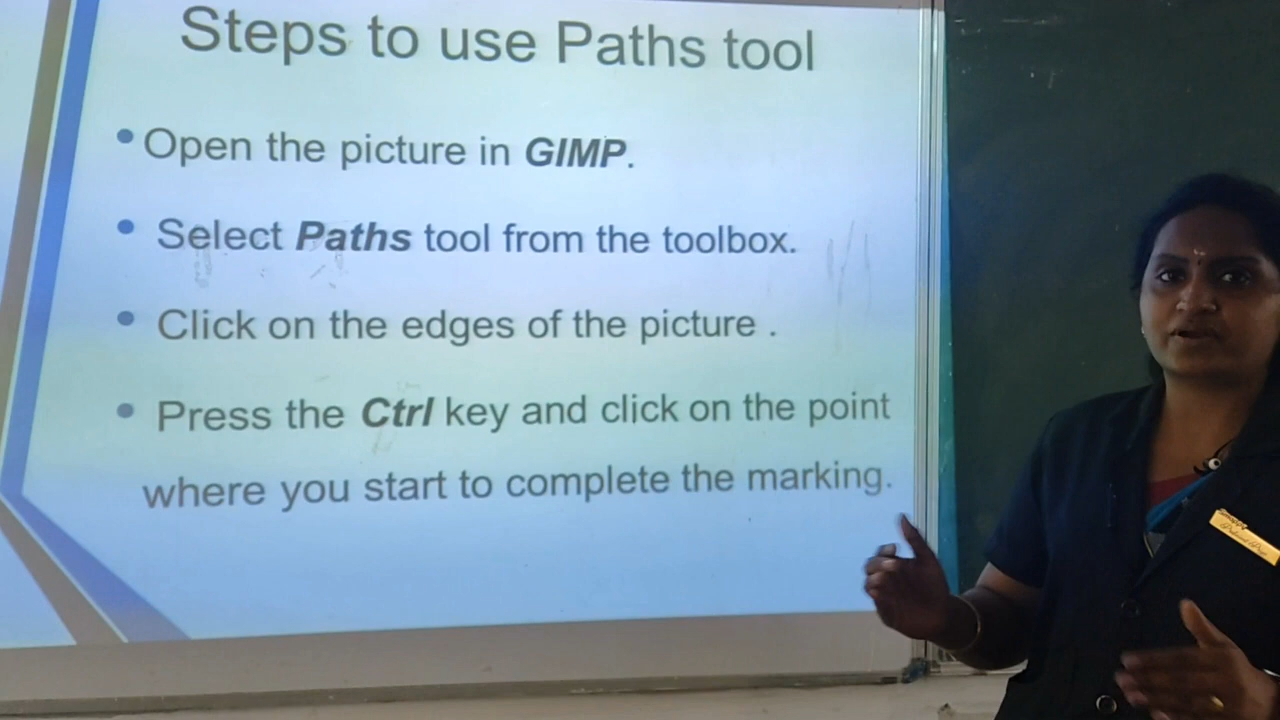 Steps to use Paths tool
• Open the picture in GIMP.
• Select Paths tool from the toolbox.
• Click on the edges of the picture .
• Press the Ctrl key and click on the point
where you start to complete the marking.